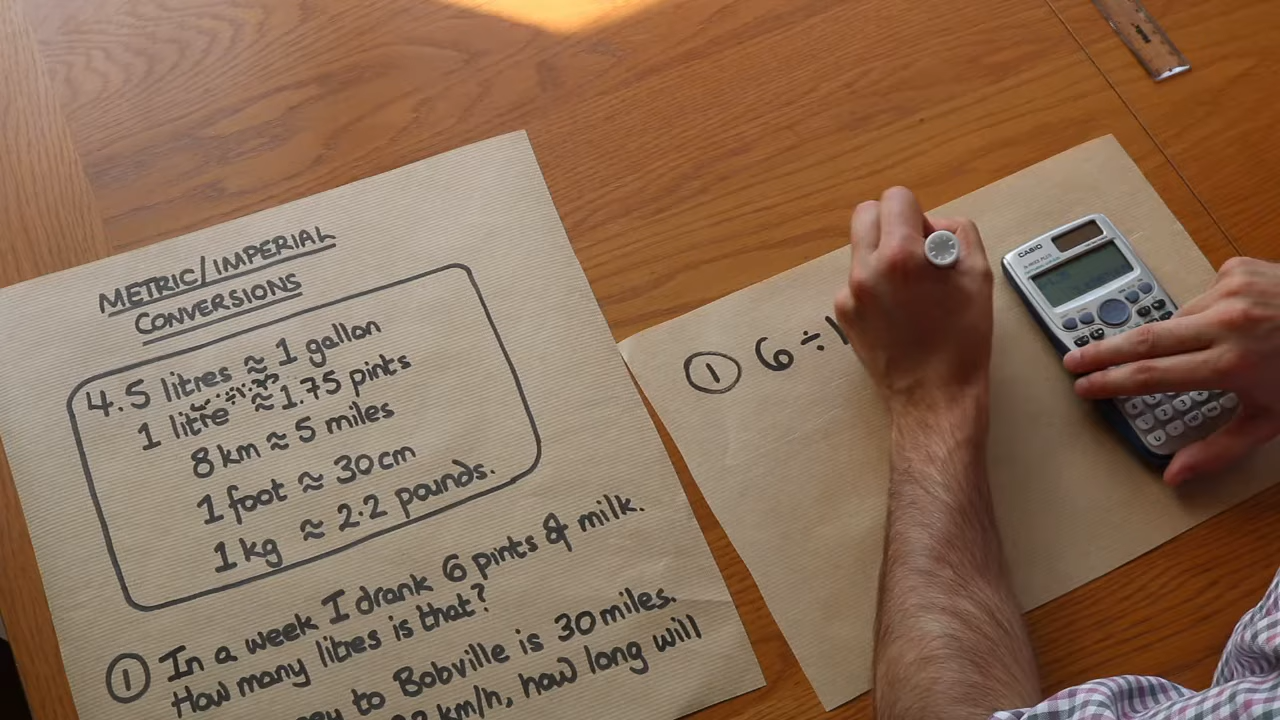 METRIC/IMPERIAL
CONVERSIONS
4.5 litres ≈ 1 gallon
1 litre ≈ 1.75 pints
8 km ≈ 5 miles
1 foot ≈ 30 cm
1 kg ≈ 2.2 pounds.
① In a week I drank 6 pints of milk.
How many litres is that?
to Bobville is 30 miles.
km/h, how long will
① 6 ÷ 1
CASIO